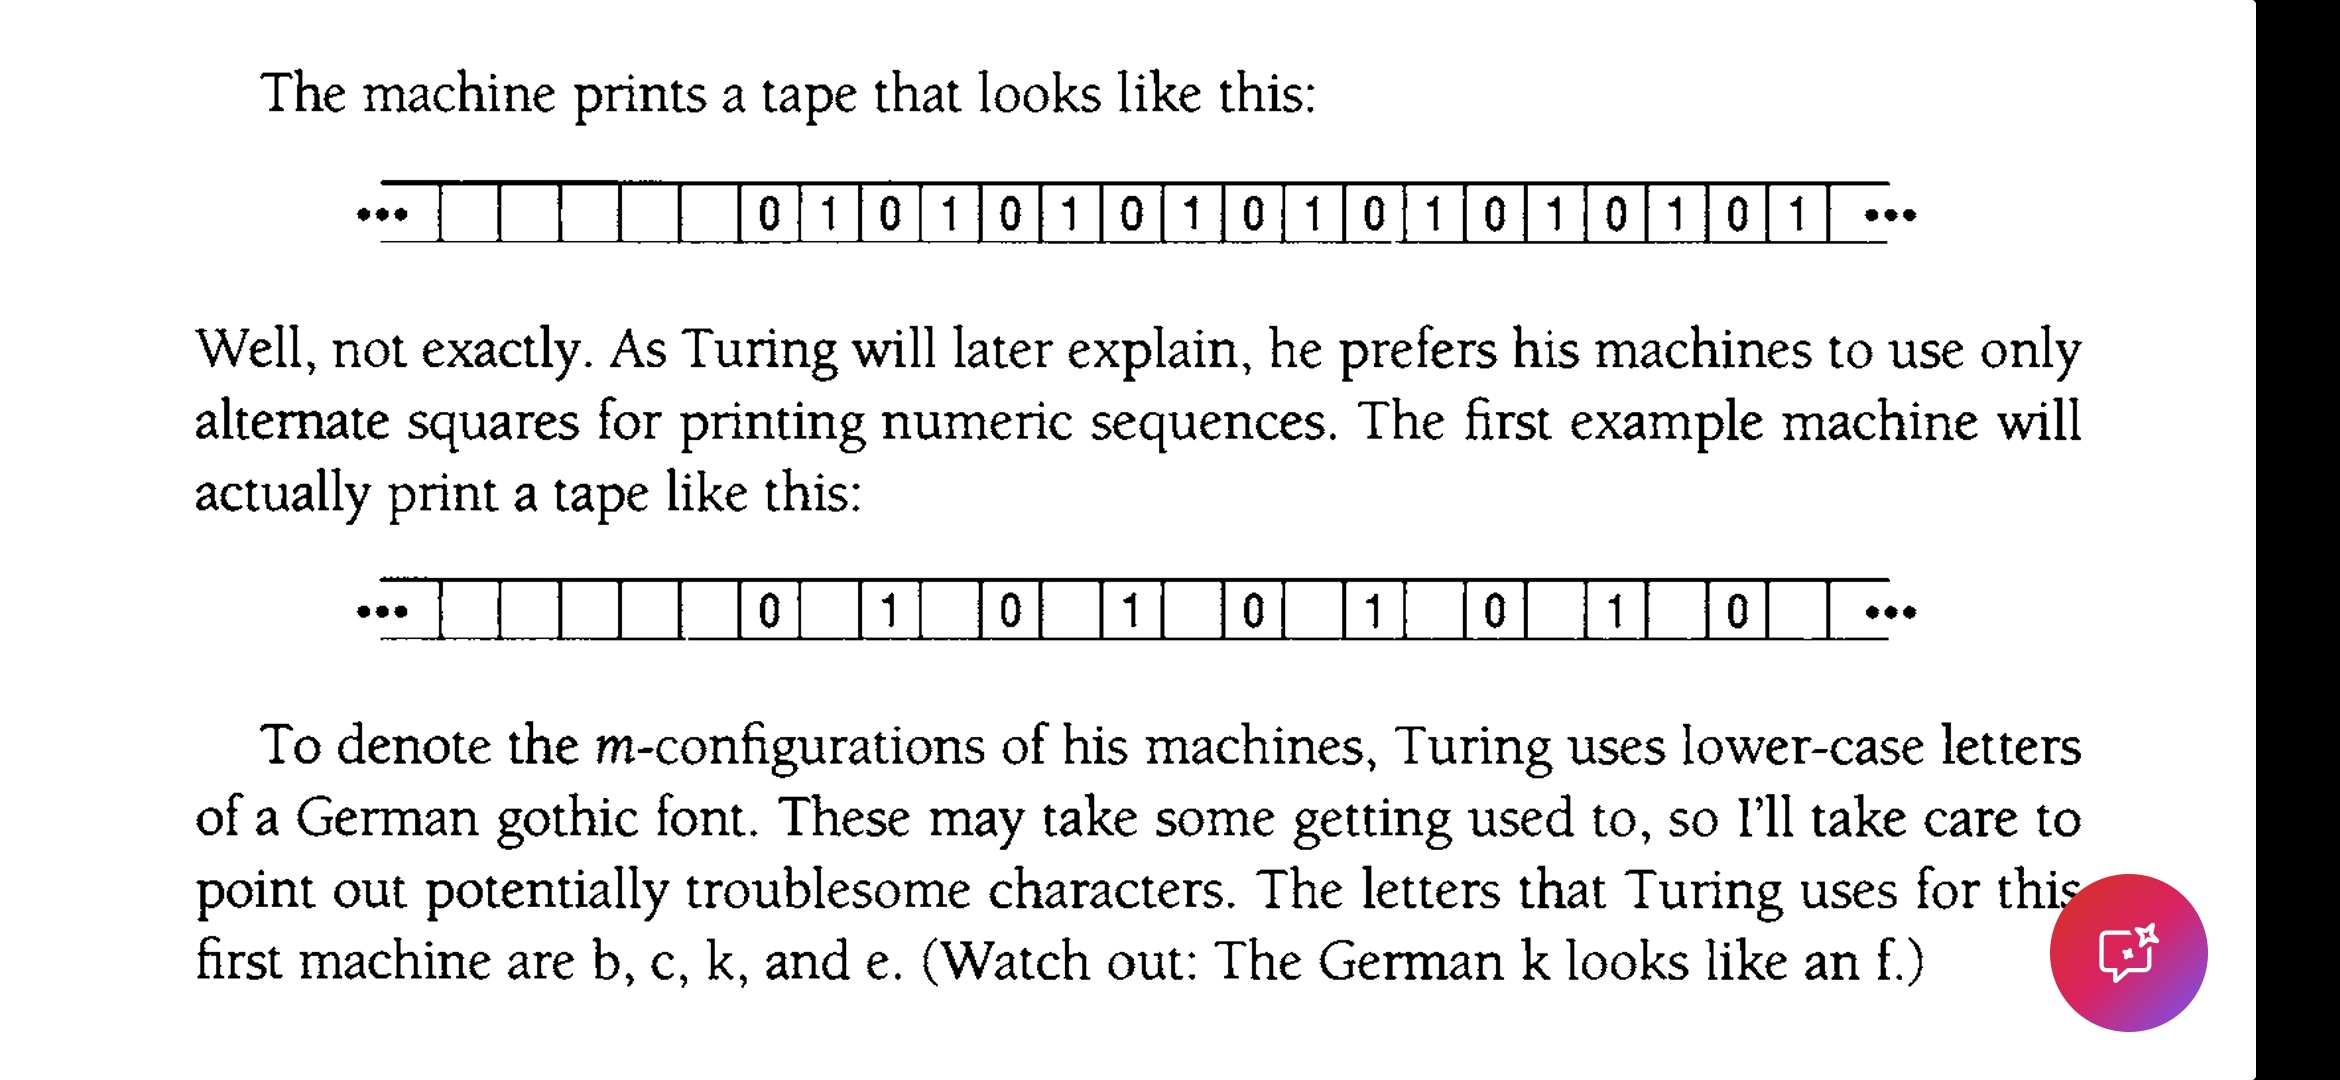 The machine prints a tape that looks like this:
••• 0 1 0 1 0 1 0 1 0 1 0 1 0 1 0 1 0 1 •••
Well, not exactly. As Turing will later explain, he prefers his machines to use only
alternate squares for printing numeric sequences. The first example machine will
actually print a tape like this:
••• 0 1 0 1 0 1 0 1 0 •••
To denote the m-configurations of his machines, Turing uses lower-case letters
of a German gothic font. These may take some getting used to, so I'll take care to
point out potentially troublesome characters. The letters that Turing uses for this
first machine are b, c, k, and e. (Watch out: The German k looks like an f.)